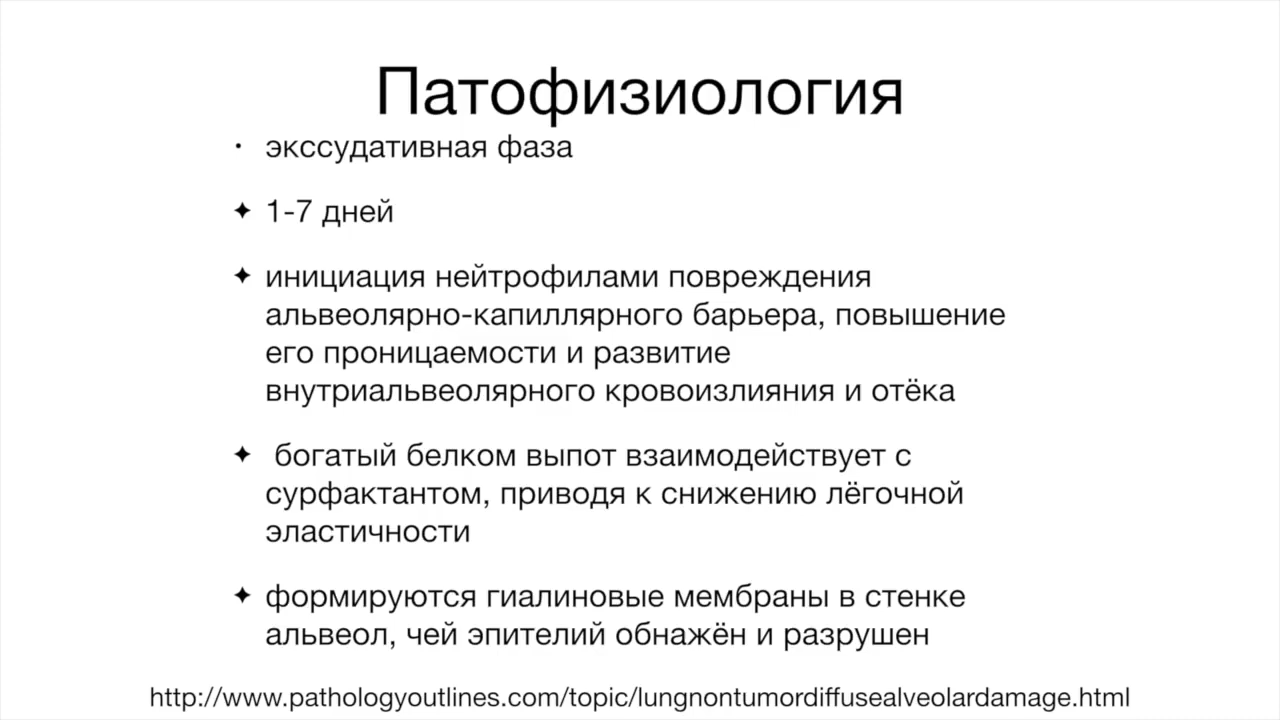 Патофизиология
• экссудативная фаза
✦ 1-7 дней
✦ инициация нейтрофилами повреждения
альвеолярно-капиллярного барьера, повышение
его проницаемости и развитие
внутриальвеолярного кровоизлияния и отёка
✦ богатый белком выпот взаимодействует с
сурфактантом, приводя к снижению лёгочной
эластичности
✦ формируются гиалиновые мембраны в стенке
альвеол, чей эпителий обнажён и разрушен
http://www.pathologyoutlines.com/topic/lungnontumordiffusealveolardamage.html